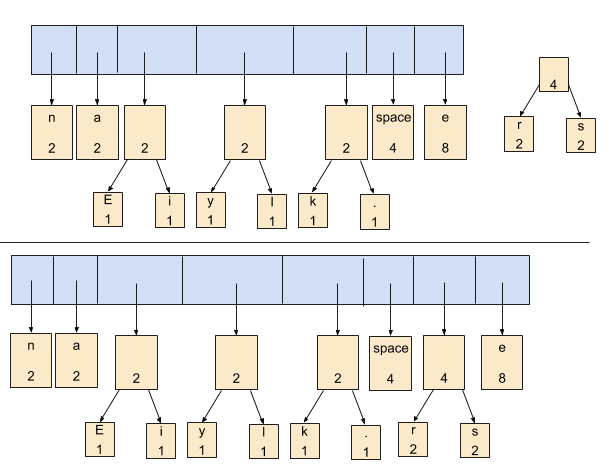 4
n a space e
2 2 2 2 2 4 8
r s
2 2
E i y l k .
1 1 1 1 1 1
n a space e
2 2 2 2 2 4 4 8
E i y l k . r s
1 1 1 1 1 1 2 2